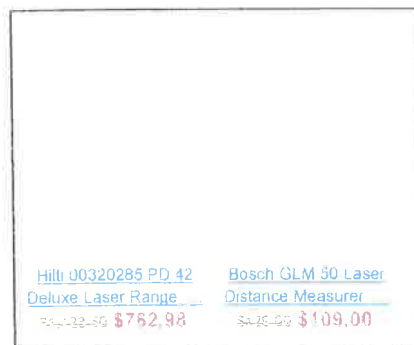 Hilti 00320285 PD 42
Deluxe Laser Range
$762.98
Bosch GLM 50 Laser
Distance Measurer
$109.00